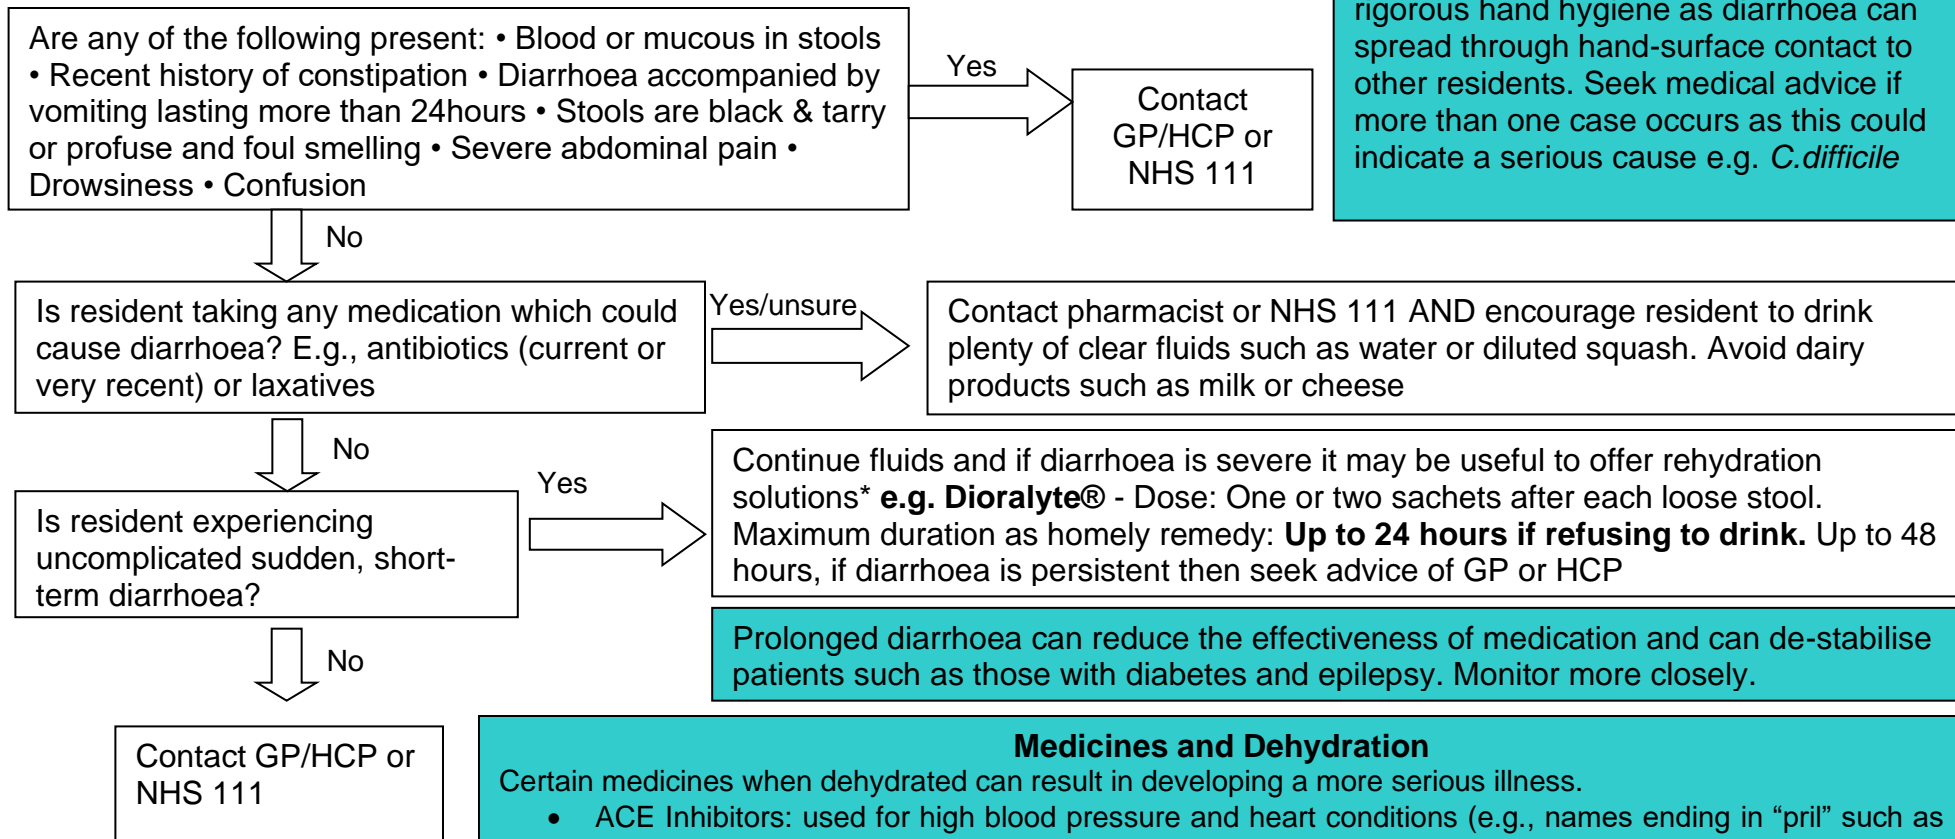 Are any of the following present: • Blood or mucous in stools
• Recent history of constipation • Diarrhoea accompanied by
vomiting lasting more than 24hours • Stools are black & tarry
or profuse and foul smelling • Severe abdominal pain •
Drowsiness • Confusion
Yes
Contact
GP/HCP or
NHS 111
rigorous hand hygiene as diarrhoea can
spread through hand-surface contact to
other residents. Seek medical advice if
more than one case occurs as this could
indicate a serious cause e.g. C.difficile
No
Is resident taking any medication which could
cause diarrhoea? E.g., antibiotics (current or
very recent) or laxatives
Yes/unsure
Contact pharmacist or NHS 111 AND encourage resident to drink
plenty of clear fluids such as water or diluted squash. Avoid dairy
products such as milk or cheese
No
Is resident experiencing
uncomplicated sudden, short-
term diarrhoea?
Yes
Continue fluids and if diarrhoea is severe it may be useful to offer rehydration
solutions* e.g. Dioralyte® - Dose: One or two sachets after each loose stool.
Maximum duration as homely remedy: Up to 24 hours if refusing to drink. Up to 48
hours, if diarrhoea is persistent then seek advice of GP or HCP
Prolonged diarrhoea can reduce the effectiveness of medication and can de-stabilise
patients such as those with diabetes and epilepsy. Monitor more closely.
No
Contact GP/HCP or
NHS 111
Medicines and Dehydration
Certain medicines when dehydrated can result in developing a more serious illness.
• ACE Inhibitors: used for high blood pressure and heart conditions (e.g., names ending in “pril” such as